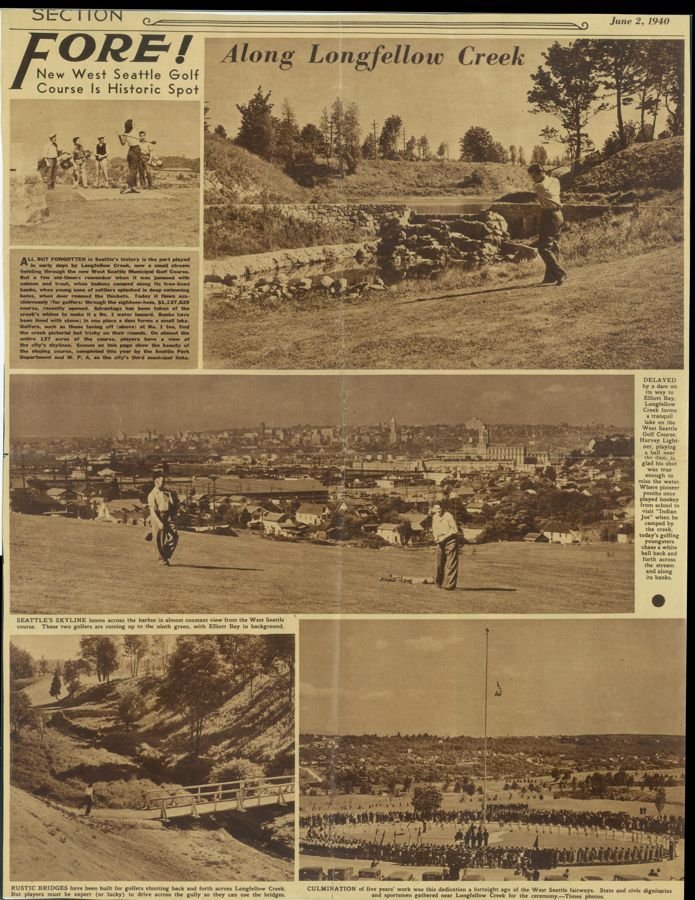 SECTION
June 2, 1940
FORE!
New West Seattle Golf
Course Is Historic Spot
Along Longfellow Creek
ALL BUT FORGOTTEN in Seattle's history is the part played
in early days by Longfellow Creek, now a small stream
twisting through the new West Seattle Municipal Golf Course.
But a few old-timers remember when it was jammed with
salmon and trout, when Indians camped along its tree-lined
banks, when young sons of settlers splashed in deep swimming
holes, when deer roamed the thickets. Today it flows mis-
chievously (for golfers) through the eighteen-hole, $1,137,625
course, recently opened. Advantage has been taken of the
creek's whims to make it a No. 1 water hazard. Banks have
been lined with stone; in one place a dam forms a small lake.
Golfers, such as those teeing off (above) at No. 1 tee, find
the creek pictorial but tricky on their rounds. On almost the
entire 137 acres of the course, players have a view of
the city's skylines. Scenes on this page show the beauty of
the sloping course, completed this year by the Seattle Park
Department and W. P. A. as the city's third municipal links.
DELAYED
by a dam on
its way to
Elliott Bay,
Longfellow
Creek forms
a tranquil
lake on the
West Seattle
Golf Course.
Harvey Light-
ner, playing
a ball near
the dam, is
glad his shot
was true
enough to
miss the water.
Where pioneer
youths once
played hookey
from school to
visit "Indian
Joe" when he
camped by
the creek,
today's golfing
youngsters
chase a white
ball back and
forth across
the stream
and along
its banks.
SEATTLE'S SKYLINE looms across the harbor in almost constant view from the West Seattle
course. These two golfers are coming up to the ninth green, with Elliott Bay in background.
RUSTIC BRIDGES have been built for golfers shooting back and forth across Longfellow Creek.
But players must be expert (or lucky) to drive across the gully so they can use the bridges.
CULMINATION of five years' work was this dedication a fortnight ago of the West Seattle fairways. State and civic dignitaries
and sportsmen gathered near Longfellow Creek for the ceremony.—Times photos.